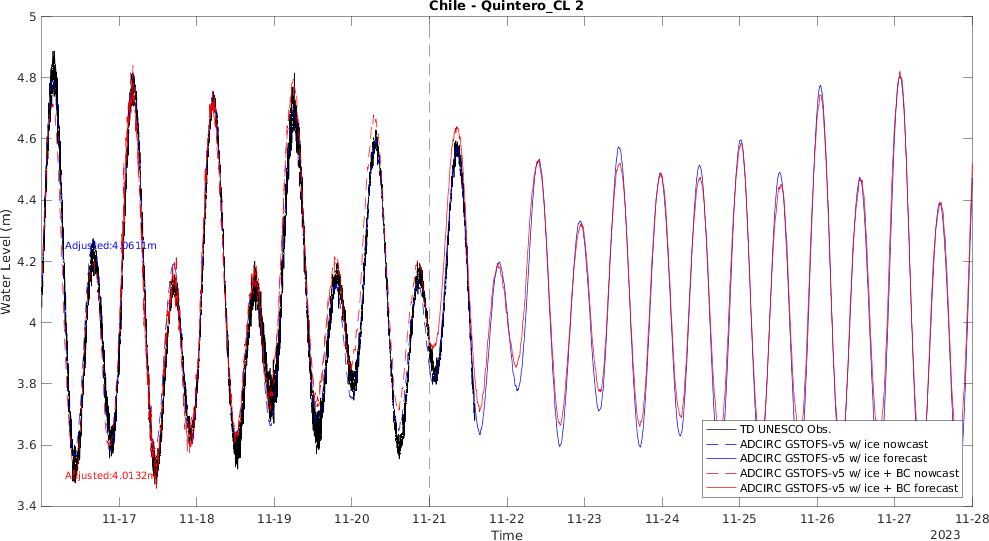 Chile - Quintero_CL 2
Water Level (m)
5
4.8
4.6
4.4
4.2
4
3.8
3.6
3.4
Adjusted:4.0611m
Adjusted:4.0132m
TD UNESCO Obs.
ADCIRC GSTOFS-v5 w/ ice nowcast
ADCIRC GSTOFS-v5 w/ ice forecast
ADCIRC GSTOFS-v5 w/ ice + BC nowcast
ADCIRC GSTOFS-v5 w/ ice + BC forecast
11-17 11-18 11-19 11-20 11-21 11-22 11-23 11-24 11-25 11-26 11-27 11-28
Time
2023